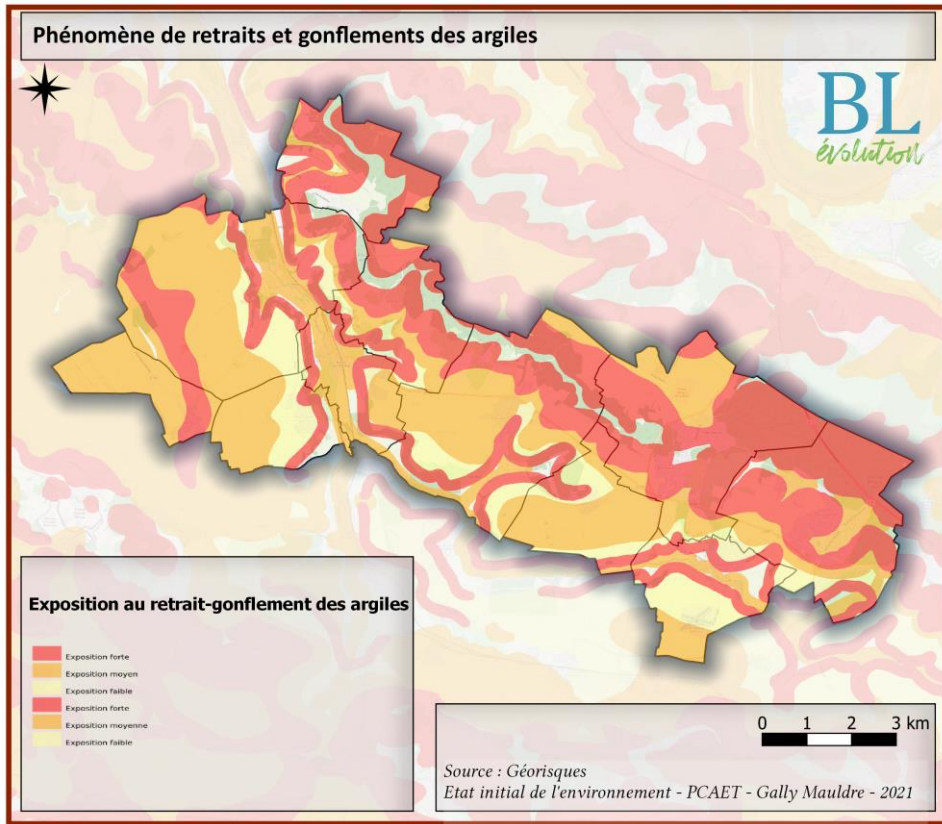 Phénomène de retraits et gonflements des argiles
BL
évolution
Exposition au retrait-gonflement des argiles
Exposition forte
Exposition moyen
Exposition faible
Exposition forte
Exposition moyenne
Exposition faible
0 1 2 3 km
Source : Géorisques
Etat initial de l'environnement - PCAET - Gally Mauldre - 2021